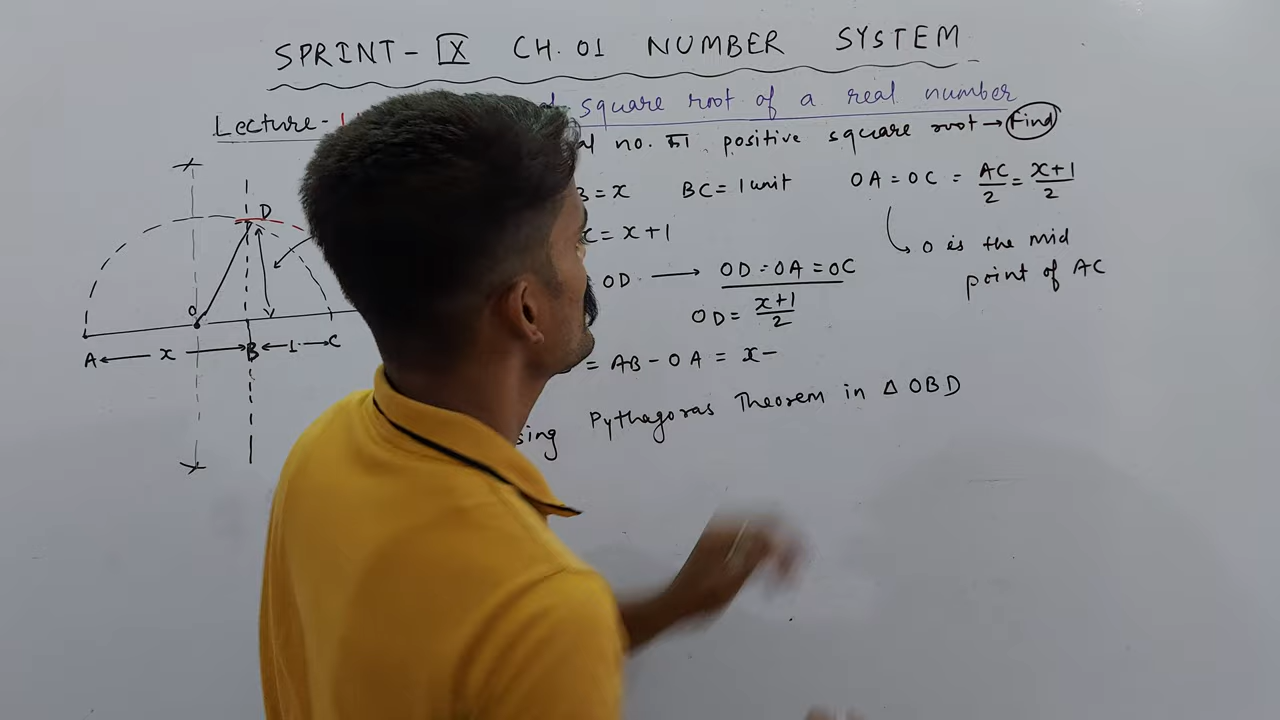 SPRINT- IX CH. 01 NUMBER SYSTEM
Lecture- square root of a real number
no. positive square root → Find
= x BC = 1 unit OA = OC = AC/2 = x+1/2
= x+1
O is the mid
point of AC
OD → OD = OA = OC
OD = x+1/2
= AB - OA = x -
Pythagoras Theorem in Δ OBD
D
O
A x B 1 C